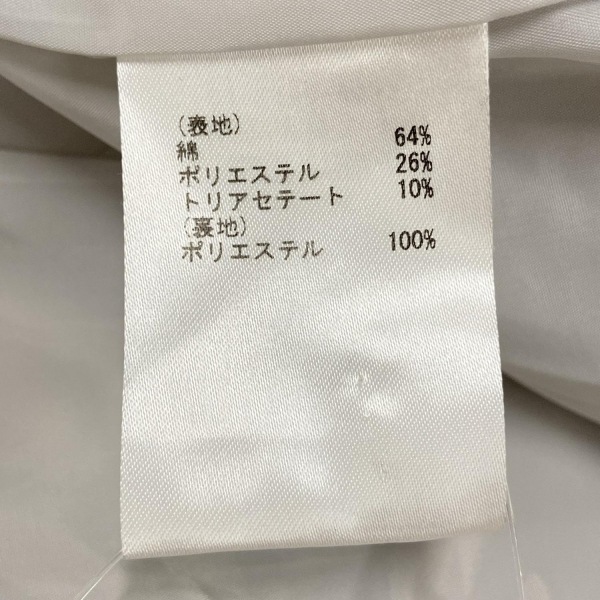 (表地)
綿 64%
ポリエステル 26%
トリアセテート 10%
(裏地)
ポリエステル 100%